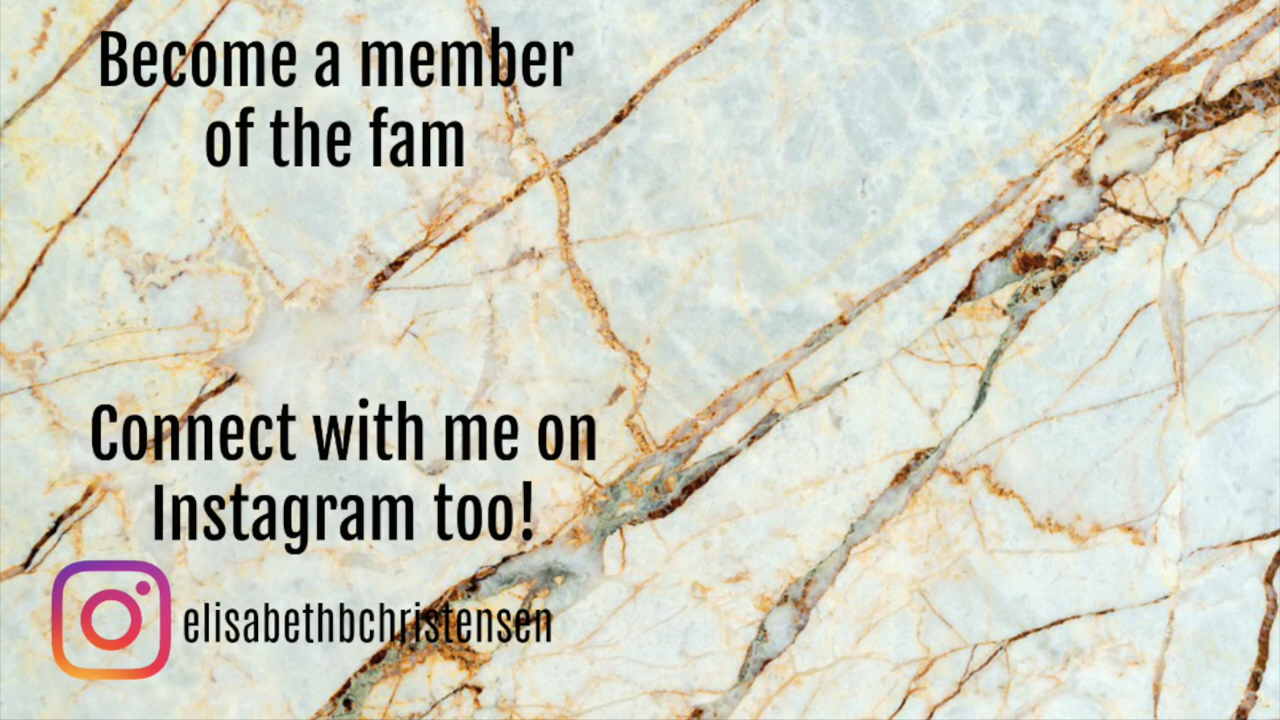 Become a member
of the fam
Connect with me on
Instagram too!
elisabethbchristensen